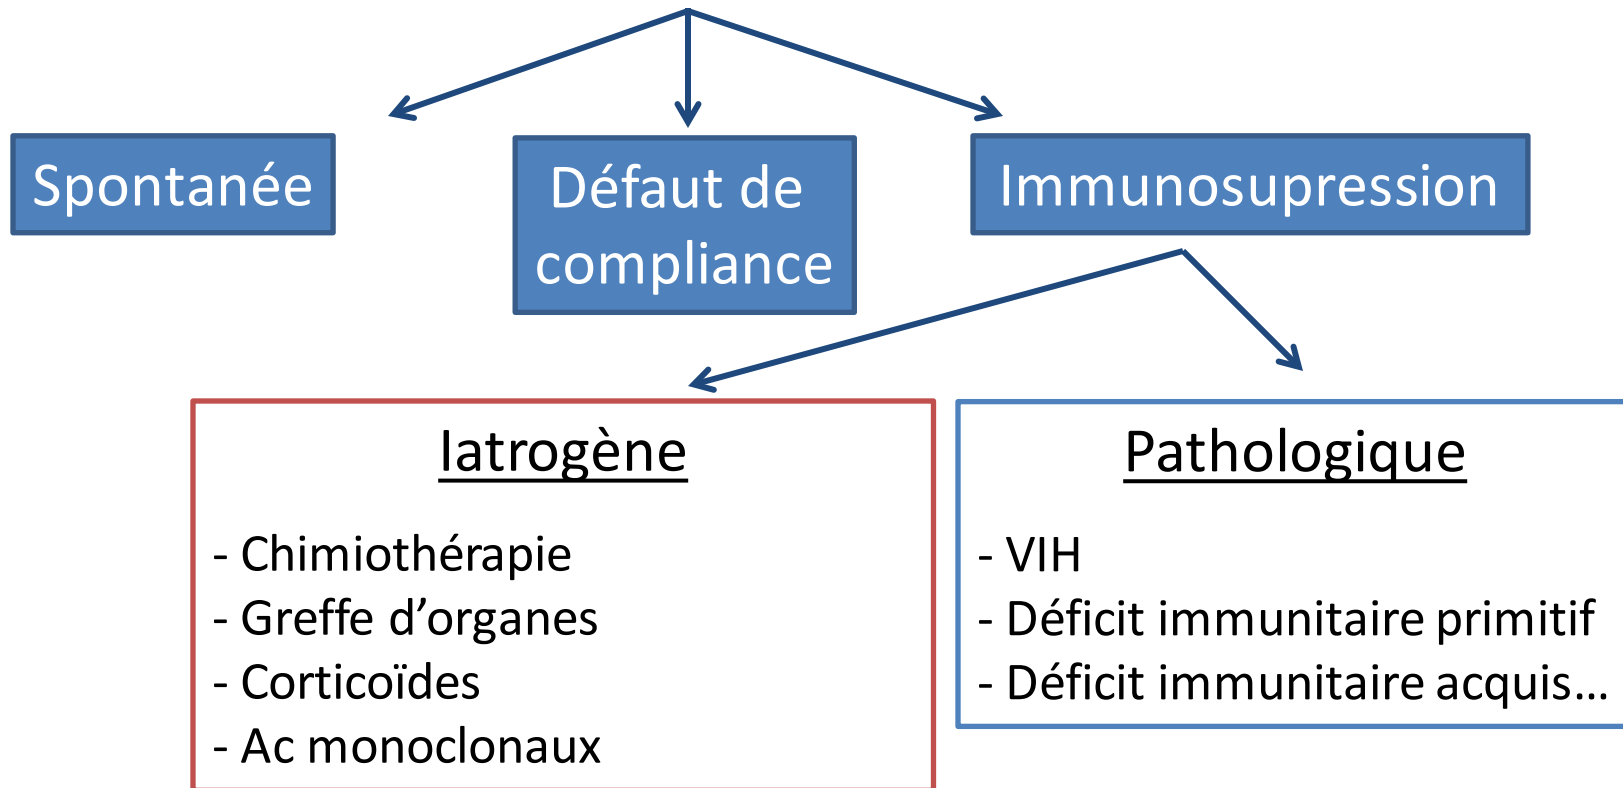 Spontanée
Défaut de
compliance
Immunosupression
Iatrogène
- Chimiothérapie
- Greffe d’organes
- Corticoïdes
- Ac monoclonaux
Pathologique
- VIH
- Déficit immunitaire primitif
- Déficit immunitaire acquis...